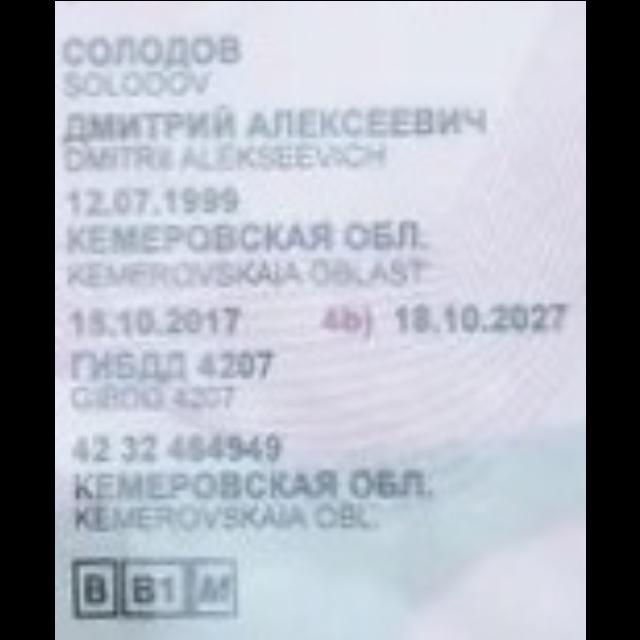 СОЛОДОВ
SOLODOV
ДМИТРИЙ АЛЕКСЕЕВИЧ
DMITRII ALEKSEEVICH
12.07.1999
КЕМЕРОВСКАЯ ОБЛ.
KEMEROVSKAIA OBLAST
18.10.2017 4b) 18.10.2027
ГИБДД 4207
GIBDD 4207
42 32 484949
КЕМЕРОВСКАЯ ОБЛ.
KEMEROVSKAIA OBL.
B B1 M